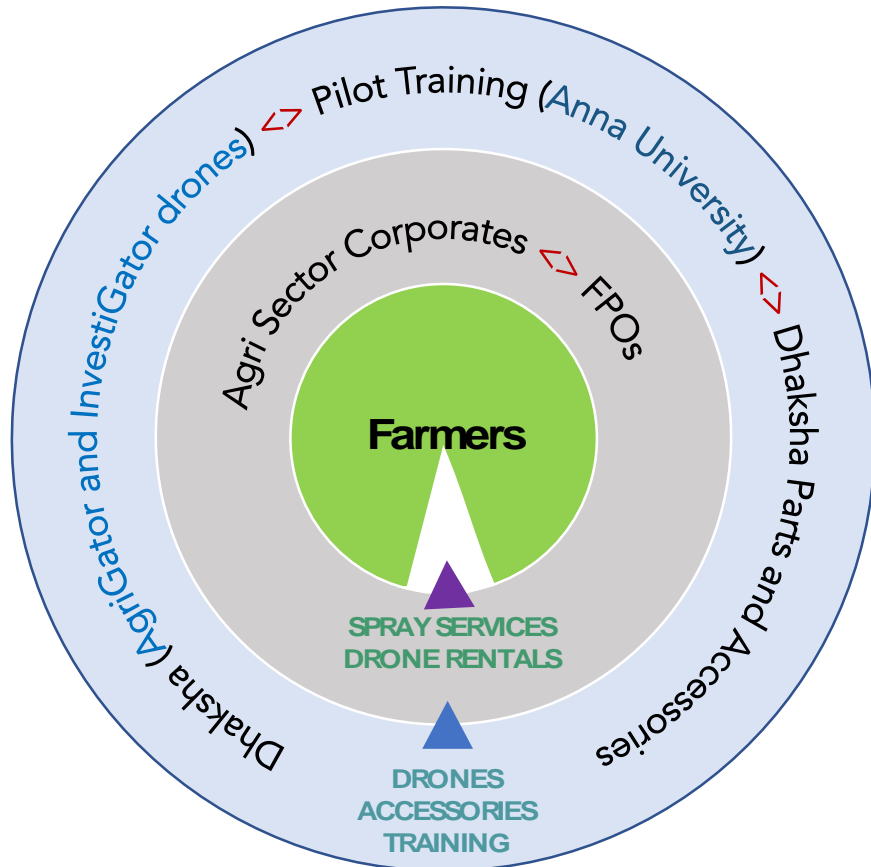 Dhaksha (AgriGator and InvestiGator drones) <> Pilot Training (Anna University) <> Dhaksha Parts and Accessories
Agri Sector Corporates <> FPOs
Farmers
SPRAY SERVICES
DRONE RENTALS
DRONES
ACCESSORIES
TRAINING